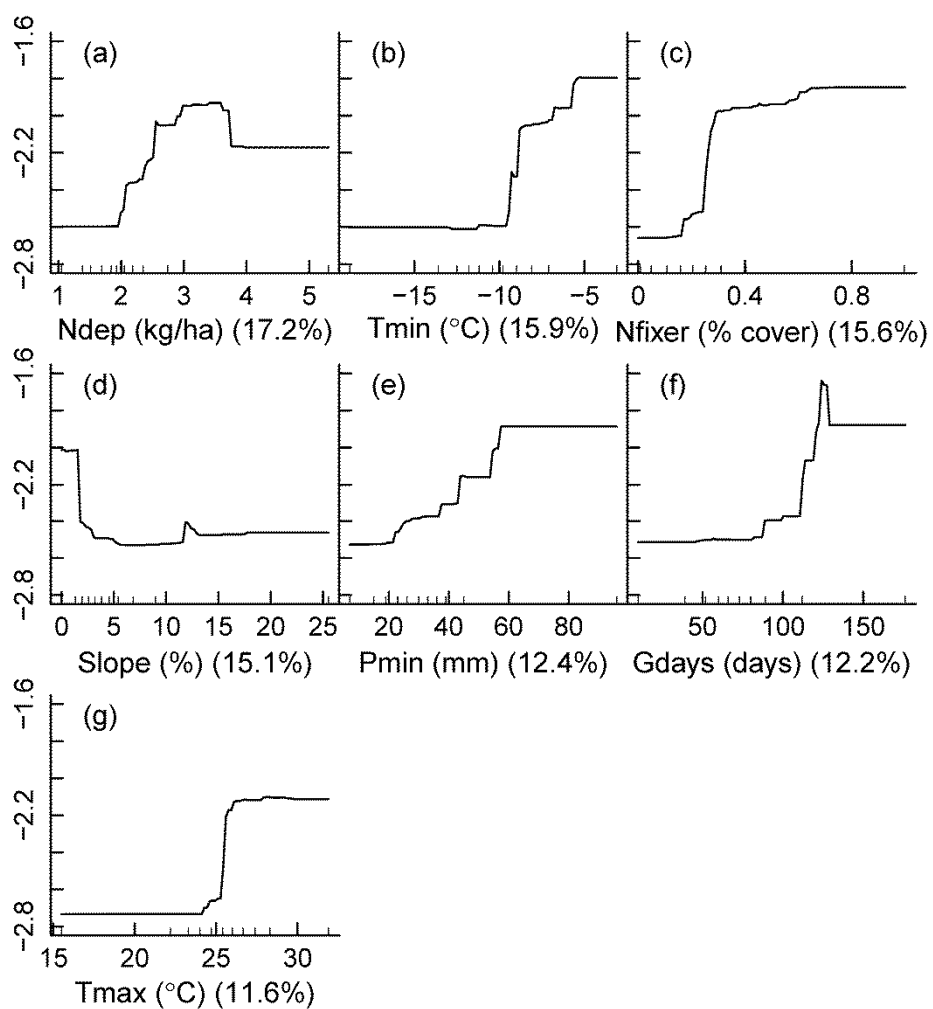 (a) (b) (c)
−1.6
−2.2
−2.8
1 2 3 4 5 −15 −10 −5 0 0.4 0.8
Ndep (kg/ha) (17.2%) Tmin (°C) (15.9%) Nfixer (% cover) (15.6%)
(d) (e) (f)
−1.6
−2.2
−2.8
0 5 10 15 20 25 20 40 60 80 50 100 150
Slope (%) (15.1%) Pmin (mm) (12.4%) Gdays (days) (12.2%)
(g)
−1.6
−2.2
−2.8
15 20 25 30
Tmax (°C) (11.6%)